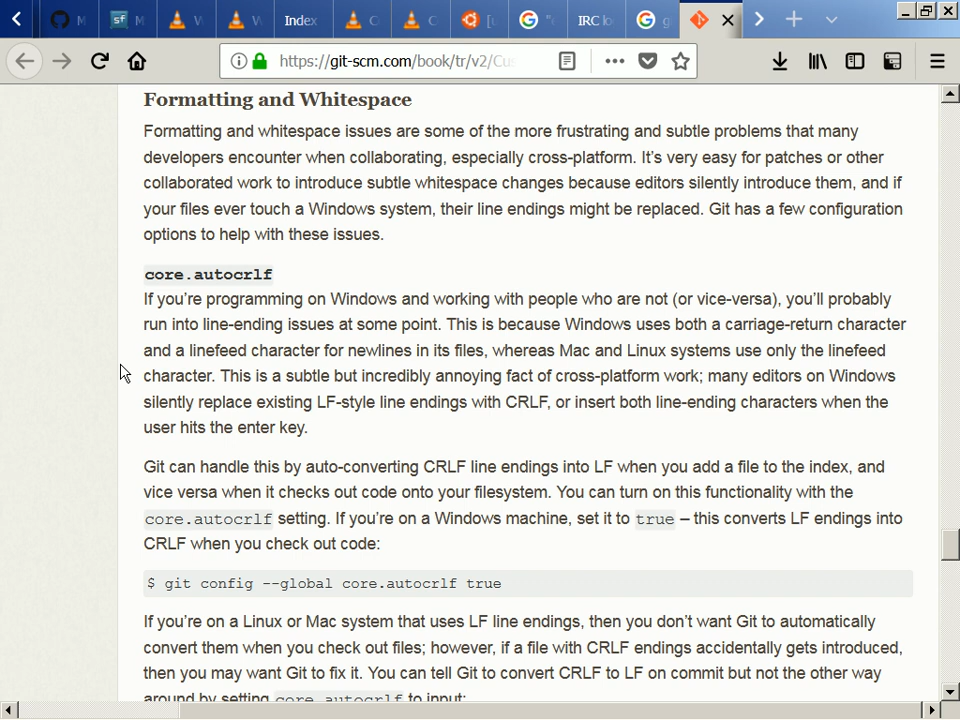 M
sf
M
V
W
Index
C
C
[u
"c
IRC lo
g
https://git-scm.com/book/tr/v2/Cus
Formatting and Whitespace
Formatting and whitespace issues are some of the more frustrating and subtle problems that many
developers encounter when collaborating, especially cross-platform. It’s very easy for patches or other
collaborated work to introduce subtle whitespace changes because editors silently introduce them, and if
your files ever touch a Windows system, their line endings might be replaced. Git has a few configuration
options to help with these issues.
core.autocrlf
If you’re programming on Windows and working with people who are not (or vice-versa), you’ll probably
run into line-ending issues at some point. This is because Windows uses both a carriage-return character
and a linefeed character for newlines in its files, whereas Mac and Linux systems use only the linefeed
character. This is a subtle but incredibly annoying fact of cross-platform work; many editors on Windows
silently replace existing LF-style line endings with CRLF, or insert both line-ending characters when the
user hits the enter key.
Git can handle this by auto-converting CRLF line endings into LF when you add a file to the index, and
vice versa when it checks out code onto your filesystem. You can turn on this functionality with the
core.autocrlf setting. If you’re on a Windows machine, set it to true – this converts LF endings into
CRLF when you check out code:
$ git config --global core.autocrlf true
If you’re on a Linux or Mac system that uses LF line endings, then you don’t want Git to automatically
convert them when you check out files; however, if a file with CRLF endings accidentally gets introduced,
then you may want Git to fix it. You can tell Git to convert CRLF to LF on commit but not the other way
around by setting core.autocrlf to input: